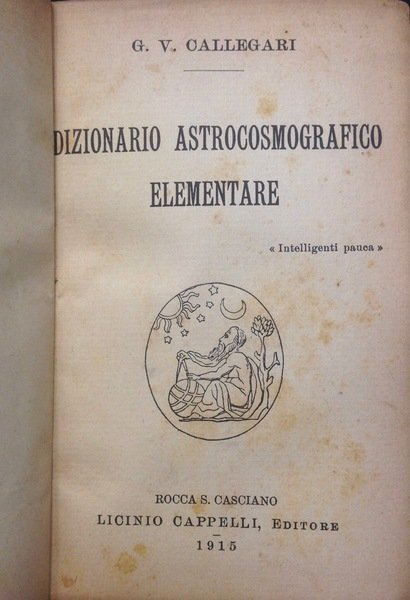 G. V. CALLEGARI
DIZIONARIO ASTROCOSMOGRAFICO
ELEMENTARE
« Intelligenti pauca »
ROCCA S. CASCIANO
LICINIO CAPPELLI, EDITORE
1915